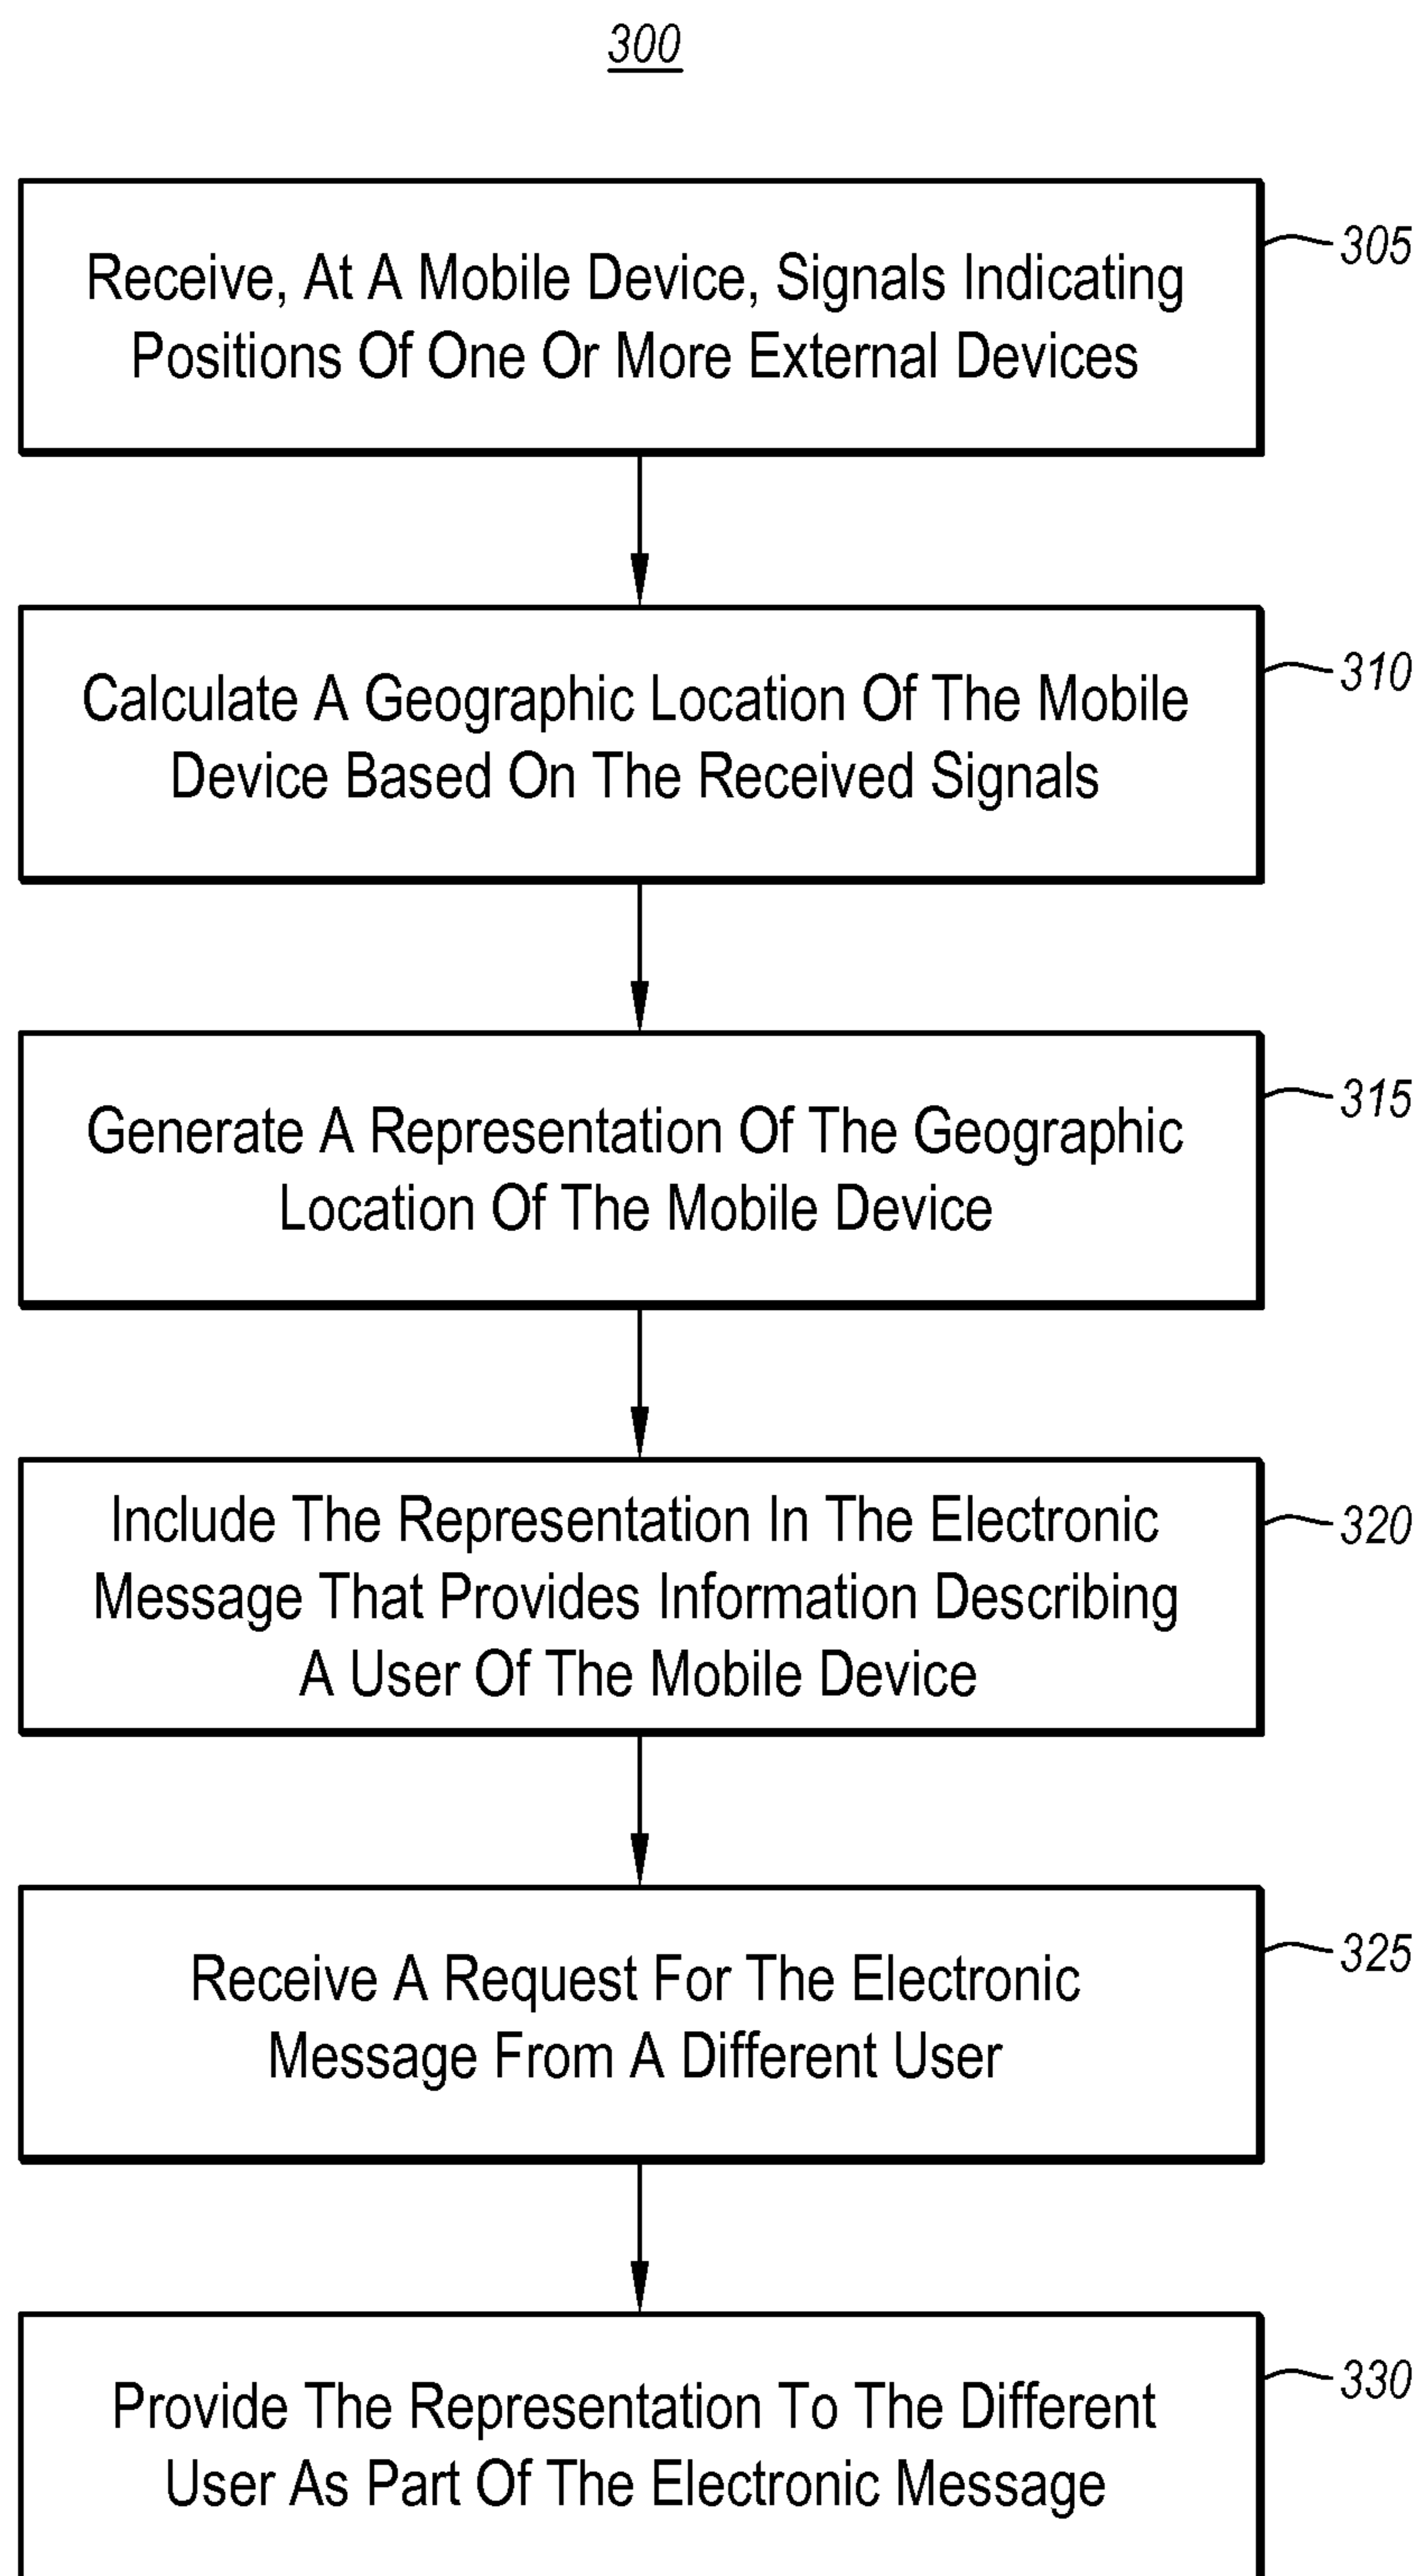 300
Receive, At A Mobile Device, Signals Indicating
Positions Of One Or More External Devices
305
Calculate A Geographic Location Of The Mobile
Device Based On The Received Signals
310
Generate A Representation Of The Geographic
Location Of The Mobile Device
315
Include The Representation In The Electronic
Message That Provides Information Describing
A User Of The Mobile Device
320
Receive A Request For The Electronic
Message From A Different User
325
Provide The Representation To The Different
User As Part Of The Electronic Message
330